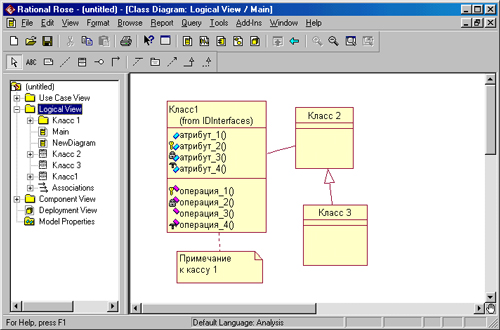 Rational Rose - (untitled) - [Class Diagram: Logical View / Main]
File Edit View Format Browse Report Query Tools Add-Ins Window Help
ABC
(untitled)
Use Case View
Logical View
Класс 1
Main
NewDiagram
Класс 2
Класс 3
Класс1
Associations
Component View
Deployment View
Model Properties
Класс1
(from IDInterfaces)
атрибут_1()
атрибут_2()
атрибут_3()
атрибут_4()
операция_1()
операция_2()
операция_3()
операция_4()
Примечание
к кассу 1
Класс 2
Класс 3
For Help, press F1
Default Language: Analysis